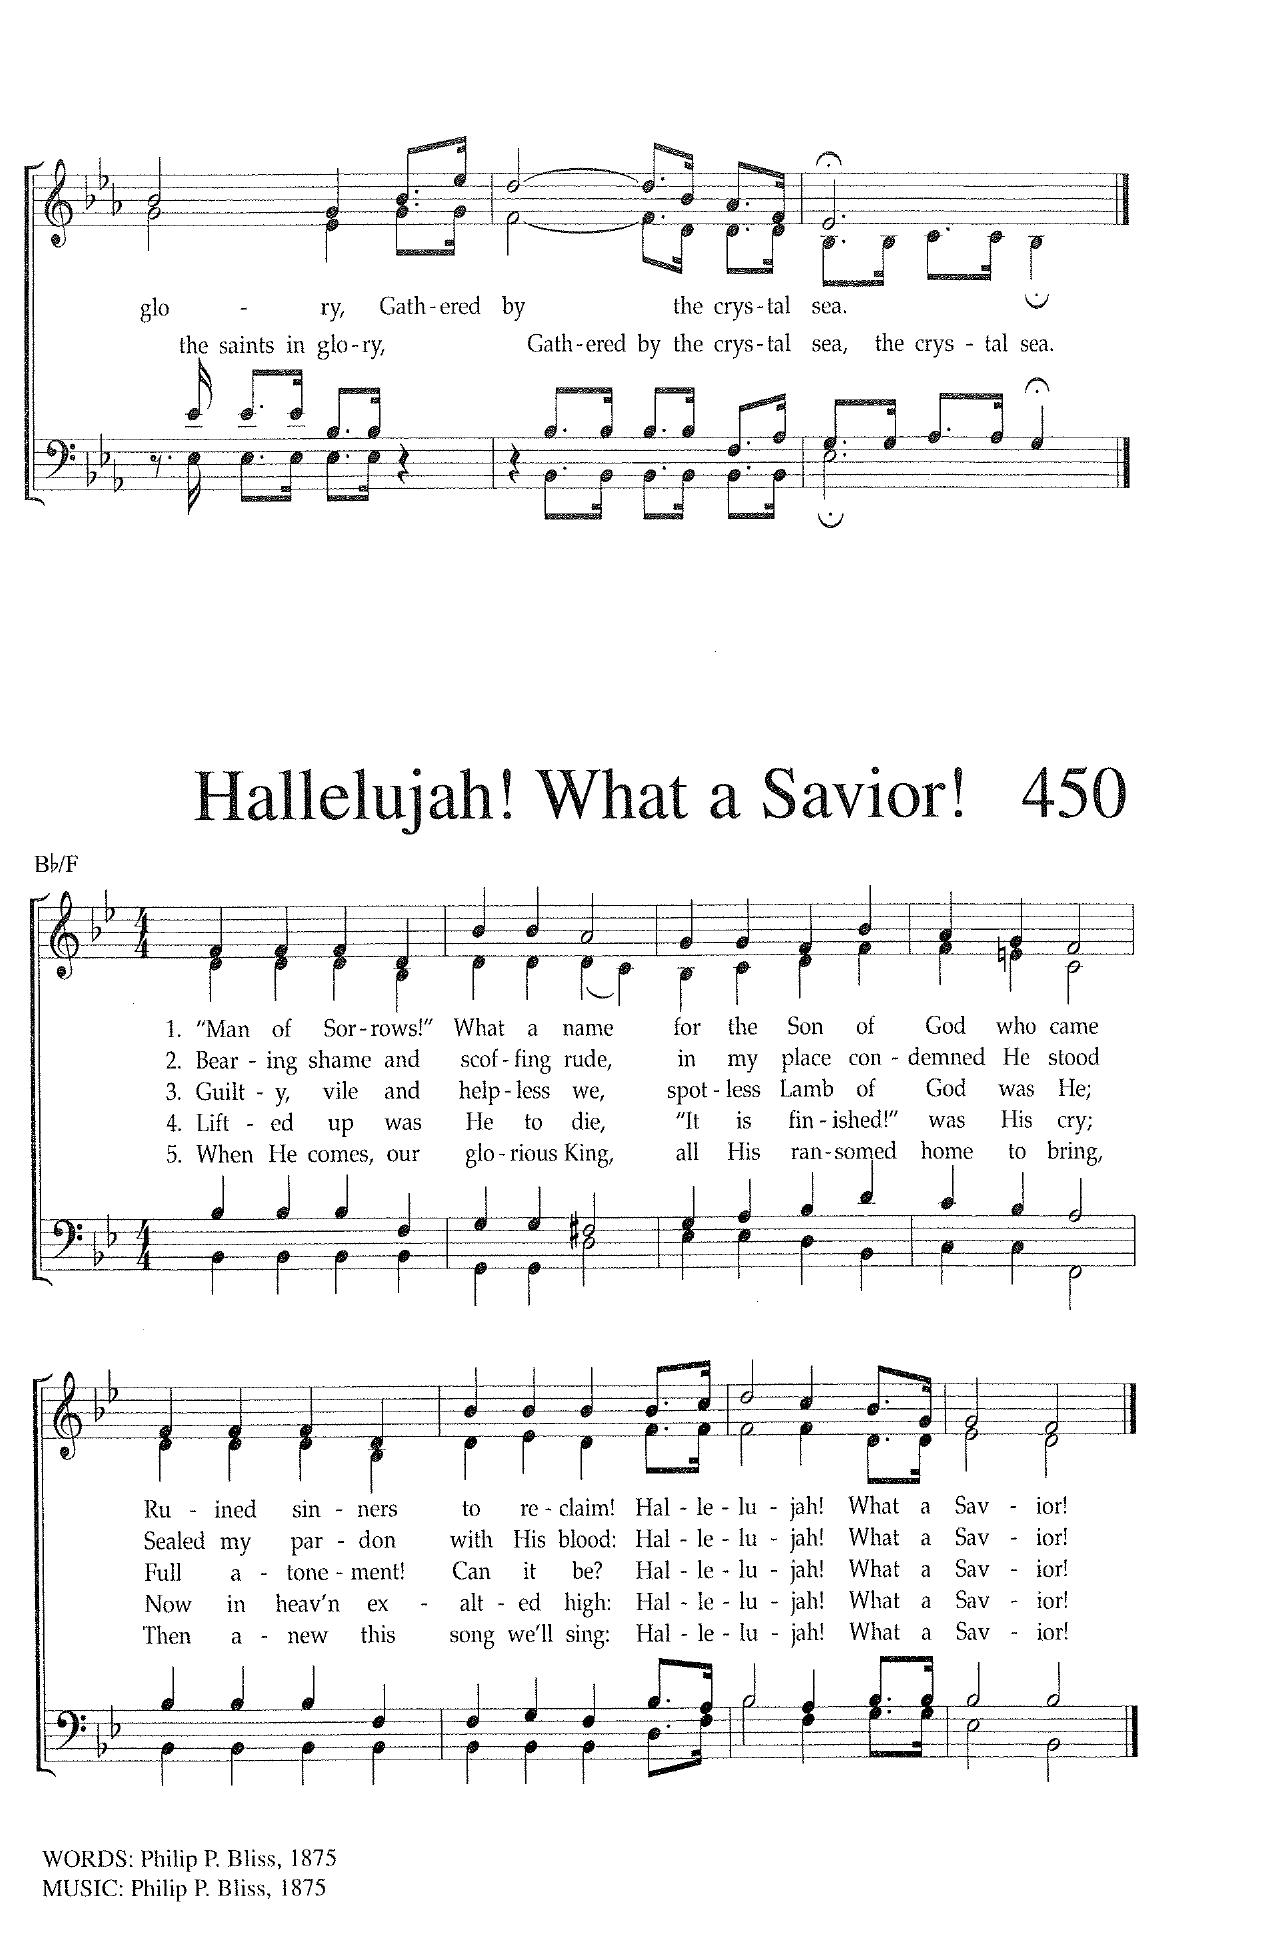 glo - ry, Gath-ered by the crys-tal sea.
the saints in glo-ry, Gath-ered by the crys-tal sea, the crys - tal sea.
Hallelujah! What a Savior! 450
B♭/F
1. “Man of Sor-rows!” What a name for the Son of God who came
2. Bear - ing shame and scof-fing rude, in my place con - demned He stood
3. Guilt - y, vile and help-less we, spot-less Lamb of God was He;
4. Lift - ed up was He to die, “It is fin-ished!” was His cry;
5. When He comes, our glo-rious King, all His ran-somed home to bring,
Ru - ined sin - ners to re-claim! Hal - le - lu - jah! What a Sav - ior!
Sealed my par - don with His blood: Hal - le - lu - jah! What a Sav - ior!
Full a - tone - ment! Can it be? Hal - le - lu - jah! What a Sav - ior!
Now in heav’n ex - alt - ed high: Hal - le - lu - jah! What a Sav - ior!
Then a - new this song we’ll sing: Hal - le - lu - jah! What a Sav - ior!
WORDS: Philip P. Bliss, 1875
MUSIC: Philip P. Bliss, 1875